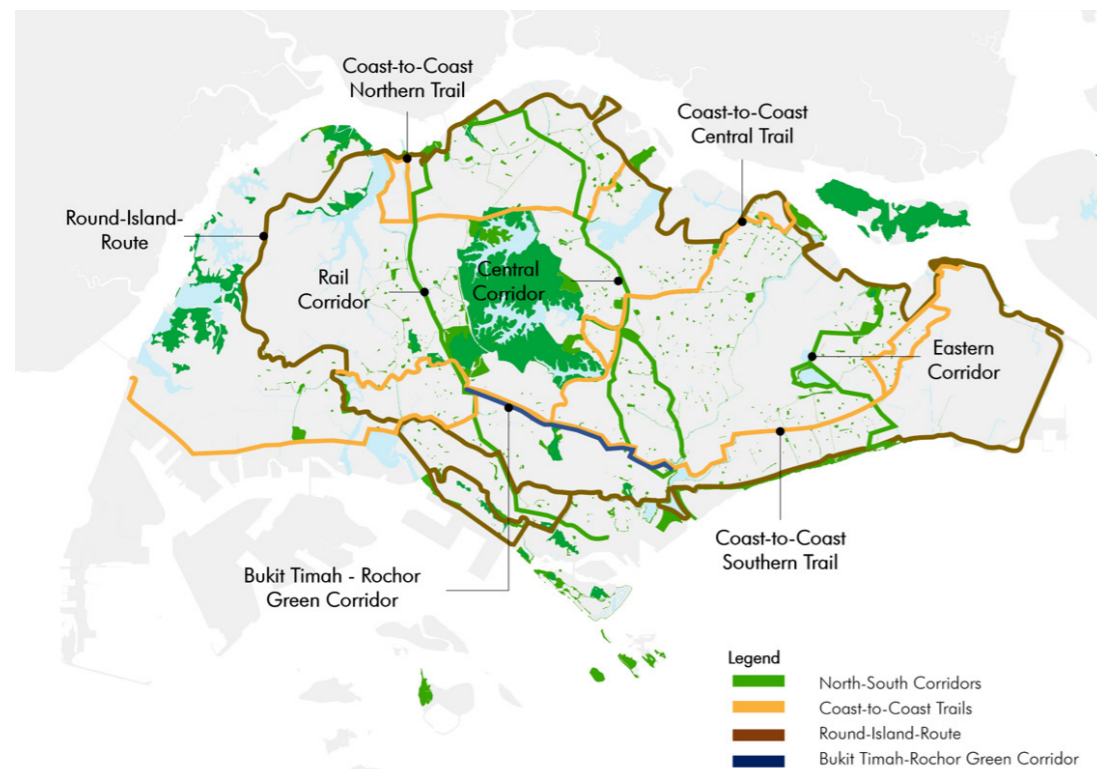 Coast-to-Coast
Northern Trail
Coast-to-Coast
Central Trail
Round-Island-
Route
Rail
Corridor
Central
Corridor
Eastern
Corridor
Coast-to-Coast
Southern Trail
Bukit Timah - Rochor
Green Corridor
Legend
North-South Corridors
Coast-to-Coast Trails
Round-Island-Route
Bukit Timah-Rochor Green Corridor